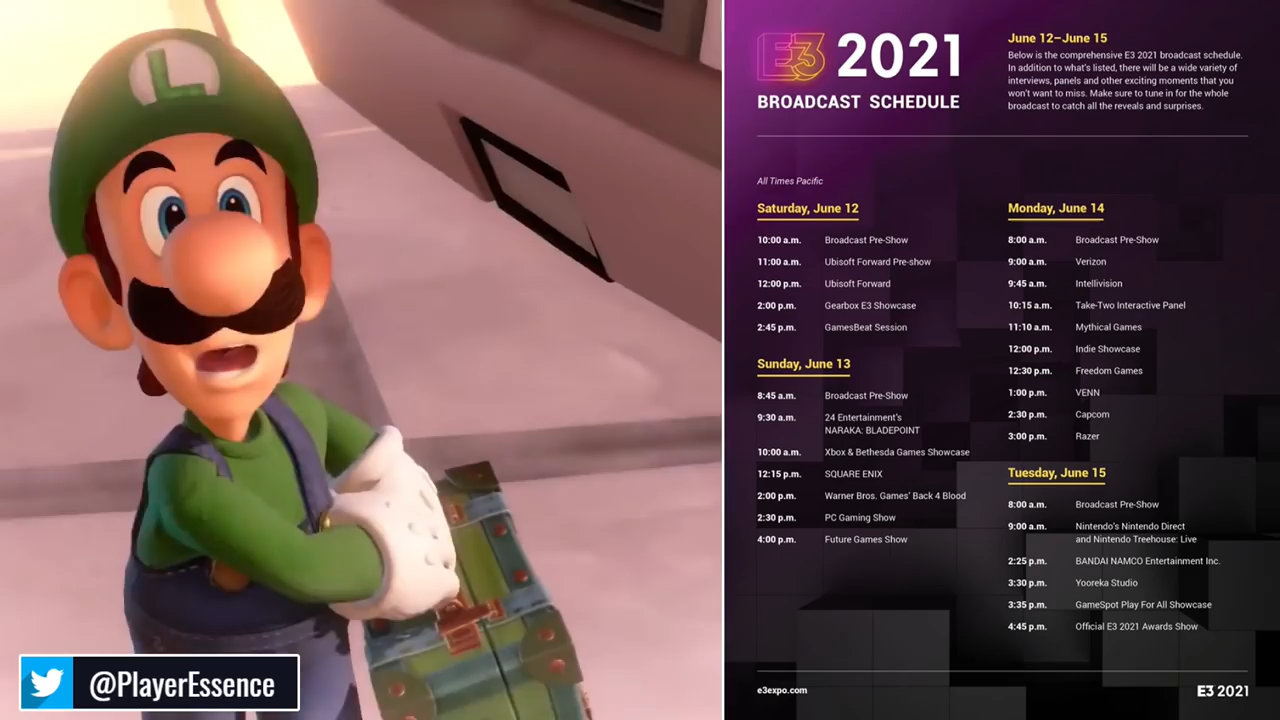 L
@PlayerEssence
E3 2021
BROADCAST SCHEDULE
June 12–June 15
Below is the comprehensive E3 2021 broadcast schedule.
In addition to what's listed, there will be a wide variety of
interviews, panels and other exciting moments that you
won't want to miss. Make sure to tune in for the whole
broadcast to catch all the reveals and surprises.
All Times Pacific
Saturday, June 12
10:00 a.m. Broadcast Pre-Show
11:00 a.m. Ubisoft Forward Pre-show
12:00 p.m. Ubisoft Forward
2:00 p.m. Gearbox E3 Showcase
2:45 p.m. GamesBeat Session
Sunday, June 13
8:45 a.m. Broadcast Pre-Show
9:30 a.m. 24 Entertainment's
NARAKA: BLADEPOINT
10:00 a.m. Xbox & Bethesda Games Showcase
12:15 p.m. SQUARE ENIX
2:00 p.m. Warner Bros. Games' Back 4 Blood
2:30 p.m. PC Gaming Show
4:00 p.m. Future Games Show
Monday, June 14
8:00 a.m. Broadcast Pre-Show
9:00 a.m. Verizon
9:45 a.m. Intellivision
10:15 a.m. Take-Two Interactive Panel
11:10 a.m. Mythical Games
12:00 p.m. Indie Showcase
12:30 p.m. Freedom Games
1:00 p.m. VENN
2:30 p.m. Capcom
3:00 p.m. Razer
Tuesday, June 15
8:00 a.m. Broadcast Pre-Show
9:00 a.m. Nintendo's Nintendo Direct
and Nintendo Treehouse: Live
2:25 p.m. BANDAI NAMCO Entertainment Inc.
3:30 p.m. Yooreka Studio
3:35 p.m. GameSpot Play For All Showcase
4:45 p.m. Official E3 2021 Awards Show
e3expo.com
E3 2021